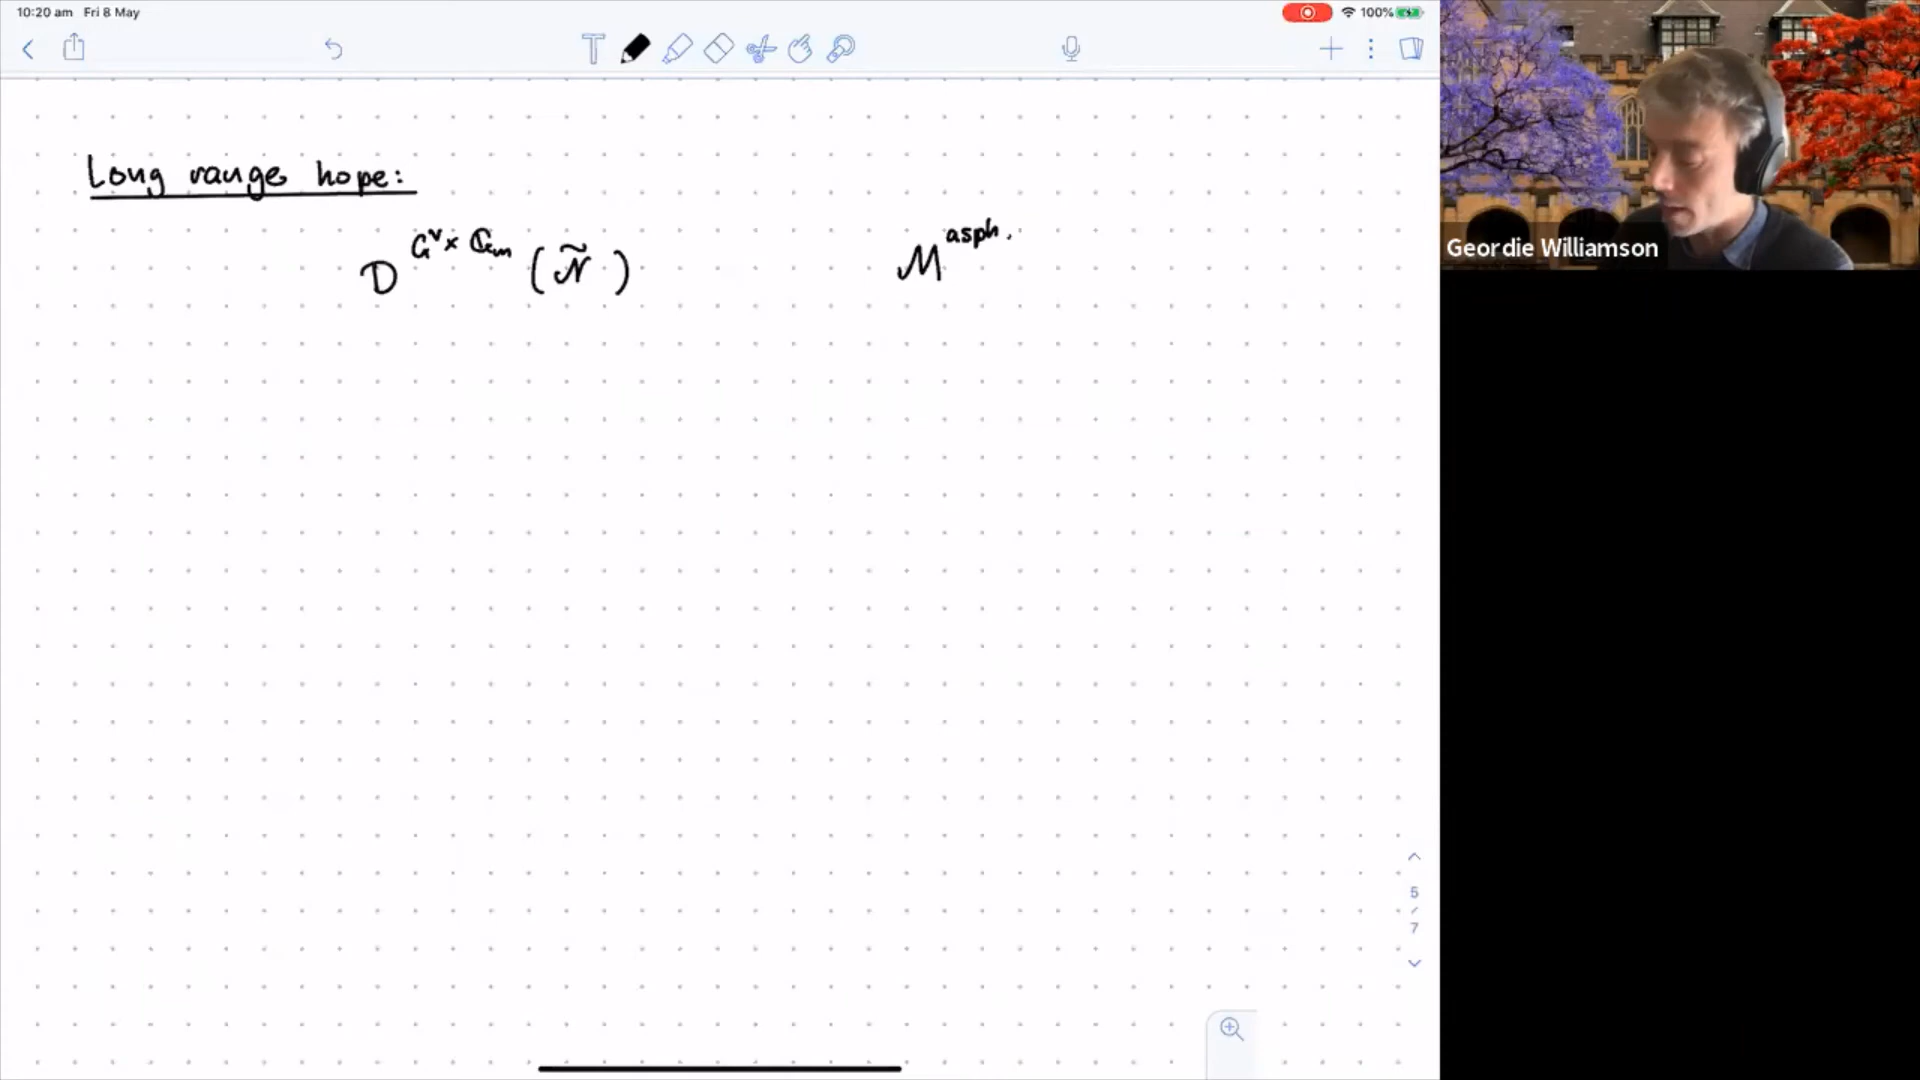 10:20 am Fri 8 May
100%
Geordie Williamson
Long range hope:
D^{G^∨ × 𝔾_m} (Ñ) M^{asph.}
5
/
7